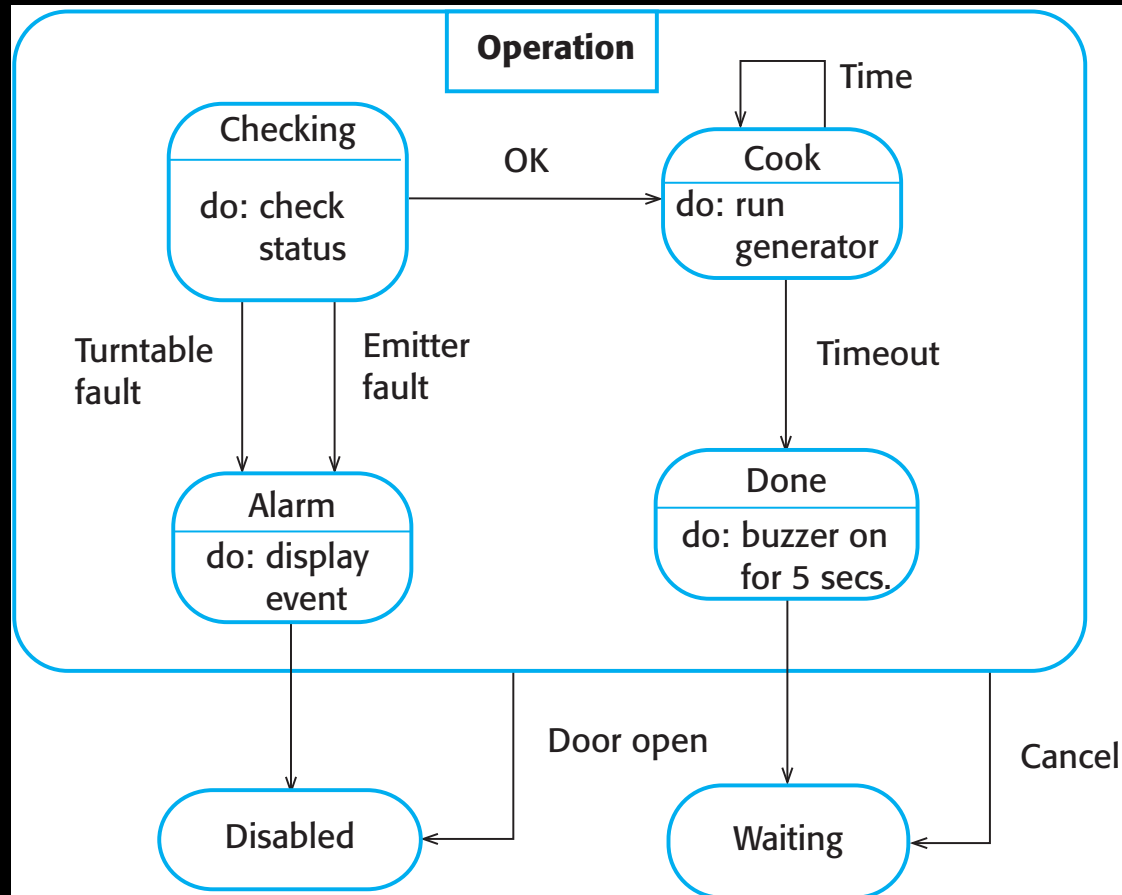 Operation
Time
Checking
OK
Cook
do: check
status
do: run
generator
Turntable
fault
Emitter
fault
Timeout
Alarm
do: display
event
Done
do: buzzer on
for 5 secs.
Door open
Cancel
Disabled
Waiting